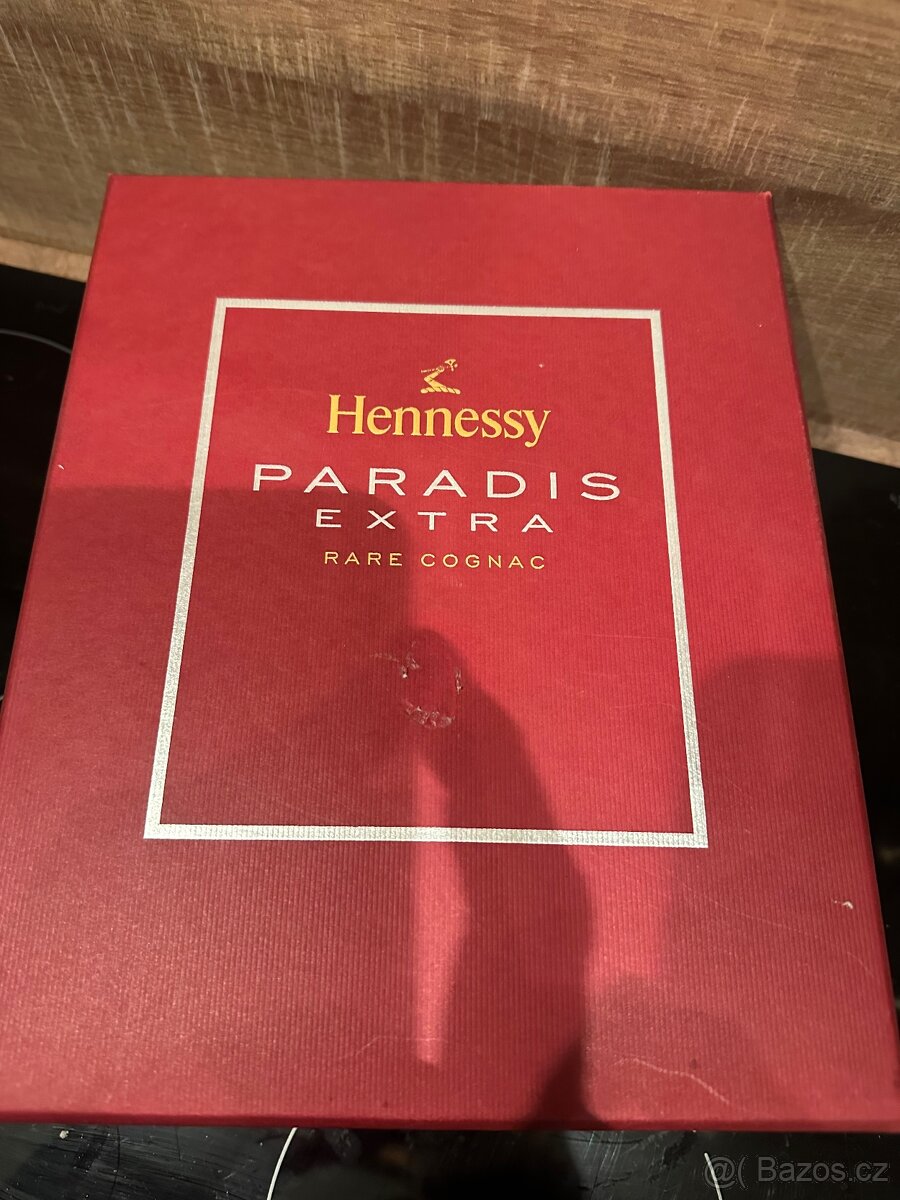 Hennessy
PARADIS
EXTRA
RARE COGNAC
@( Bazos.cz